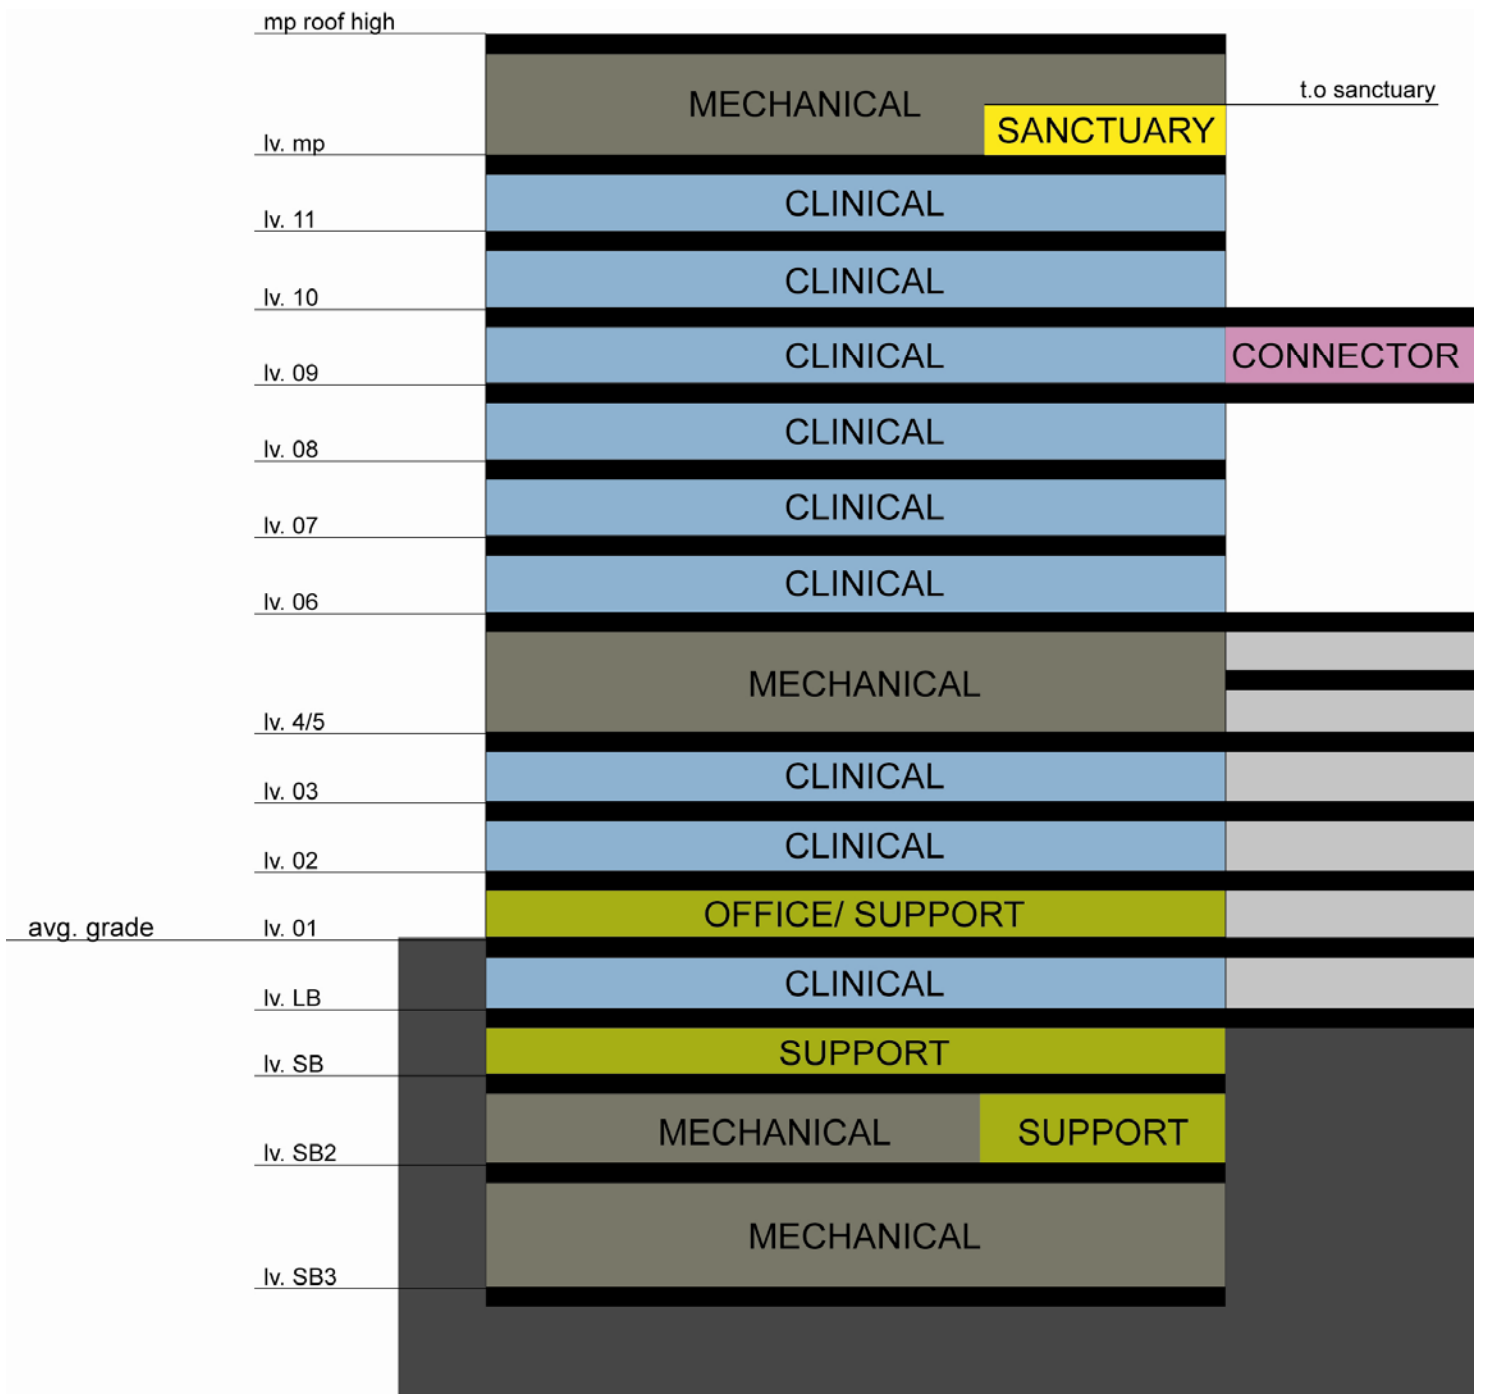 mp roof high
MECHANICAL
t.o sanctuary
SANCTUARY
lv. mp
CLINICAL
lv. 11
CLINICAL
lv. 10
CLINICAL
CONNECTOR
lv. 09
CLINICAL
lv. 08
CLINICAL
lv. 07
CLINICAL
lv. 06
MECHANICAL
lv. 4/5
CLINICAL
lv. 03
CLINICAL
lv. 02
OFFICE/ SUPPORT
avg. grade
lv. 01
CLINICAL
lv. LB
SUPPORT
lv. SB
MECHANICAL
SUPPORT
lv. SB2
MECHANICAL
lv. SB3